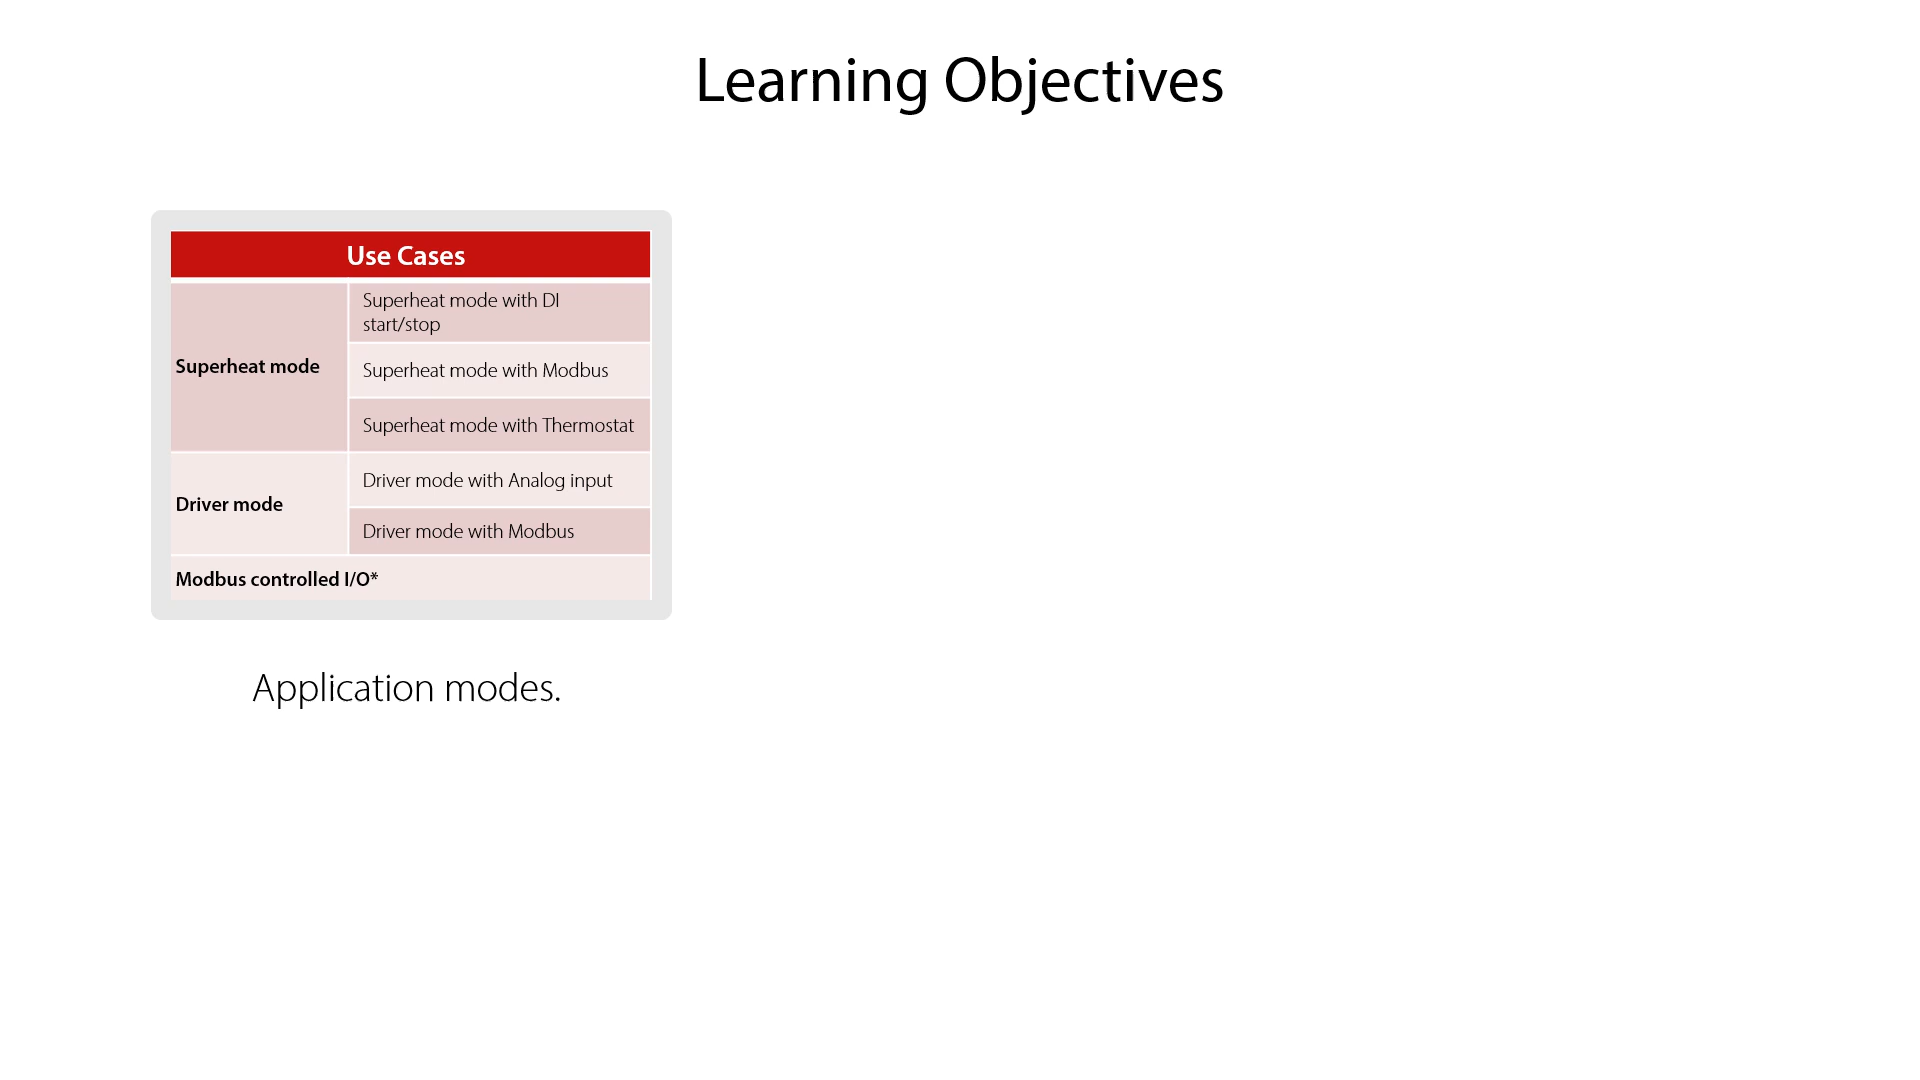 Learning Objectives
Use Cases
Superheat mode
Superheat mode with DI
start/stop
Superheat mode with Modbus
Superheat mode with Thermostat
Driver mode
Driver mode with Analog input
Driver mode with Modbus
Modbus controlled I/O*
Application modes.